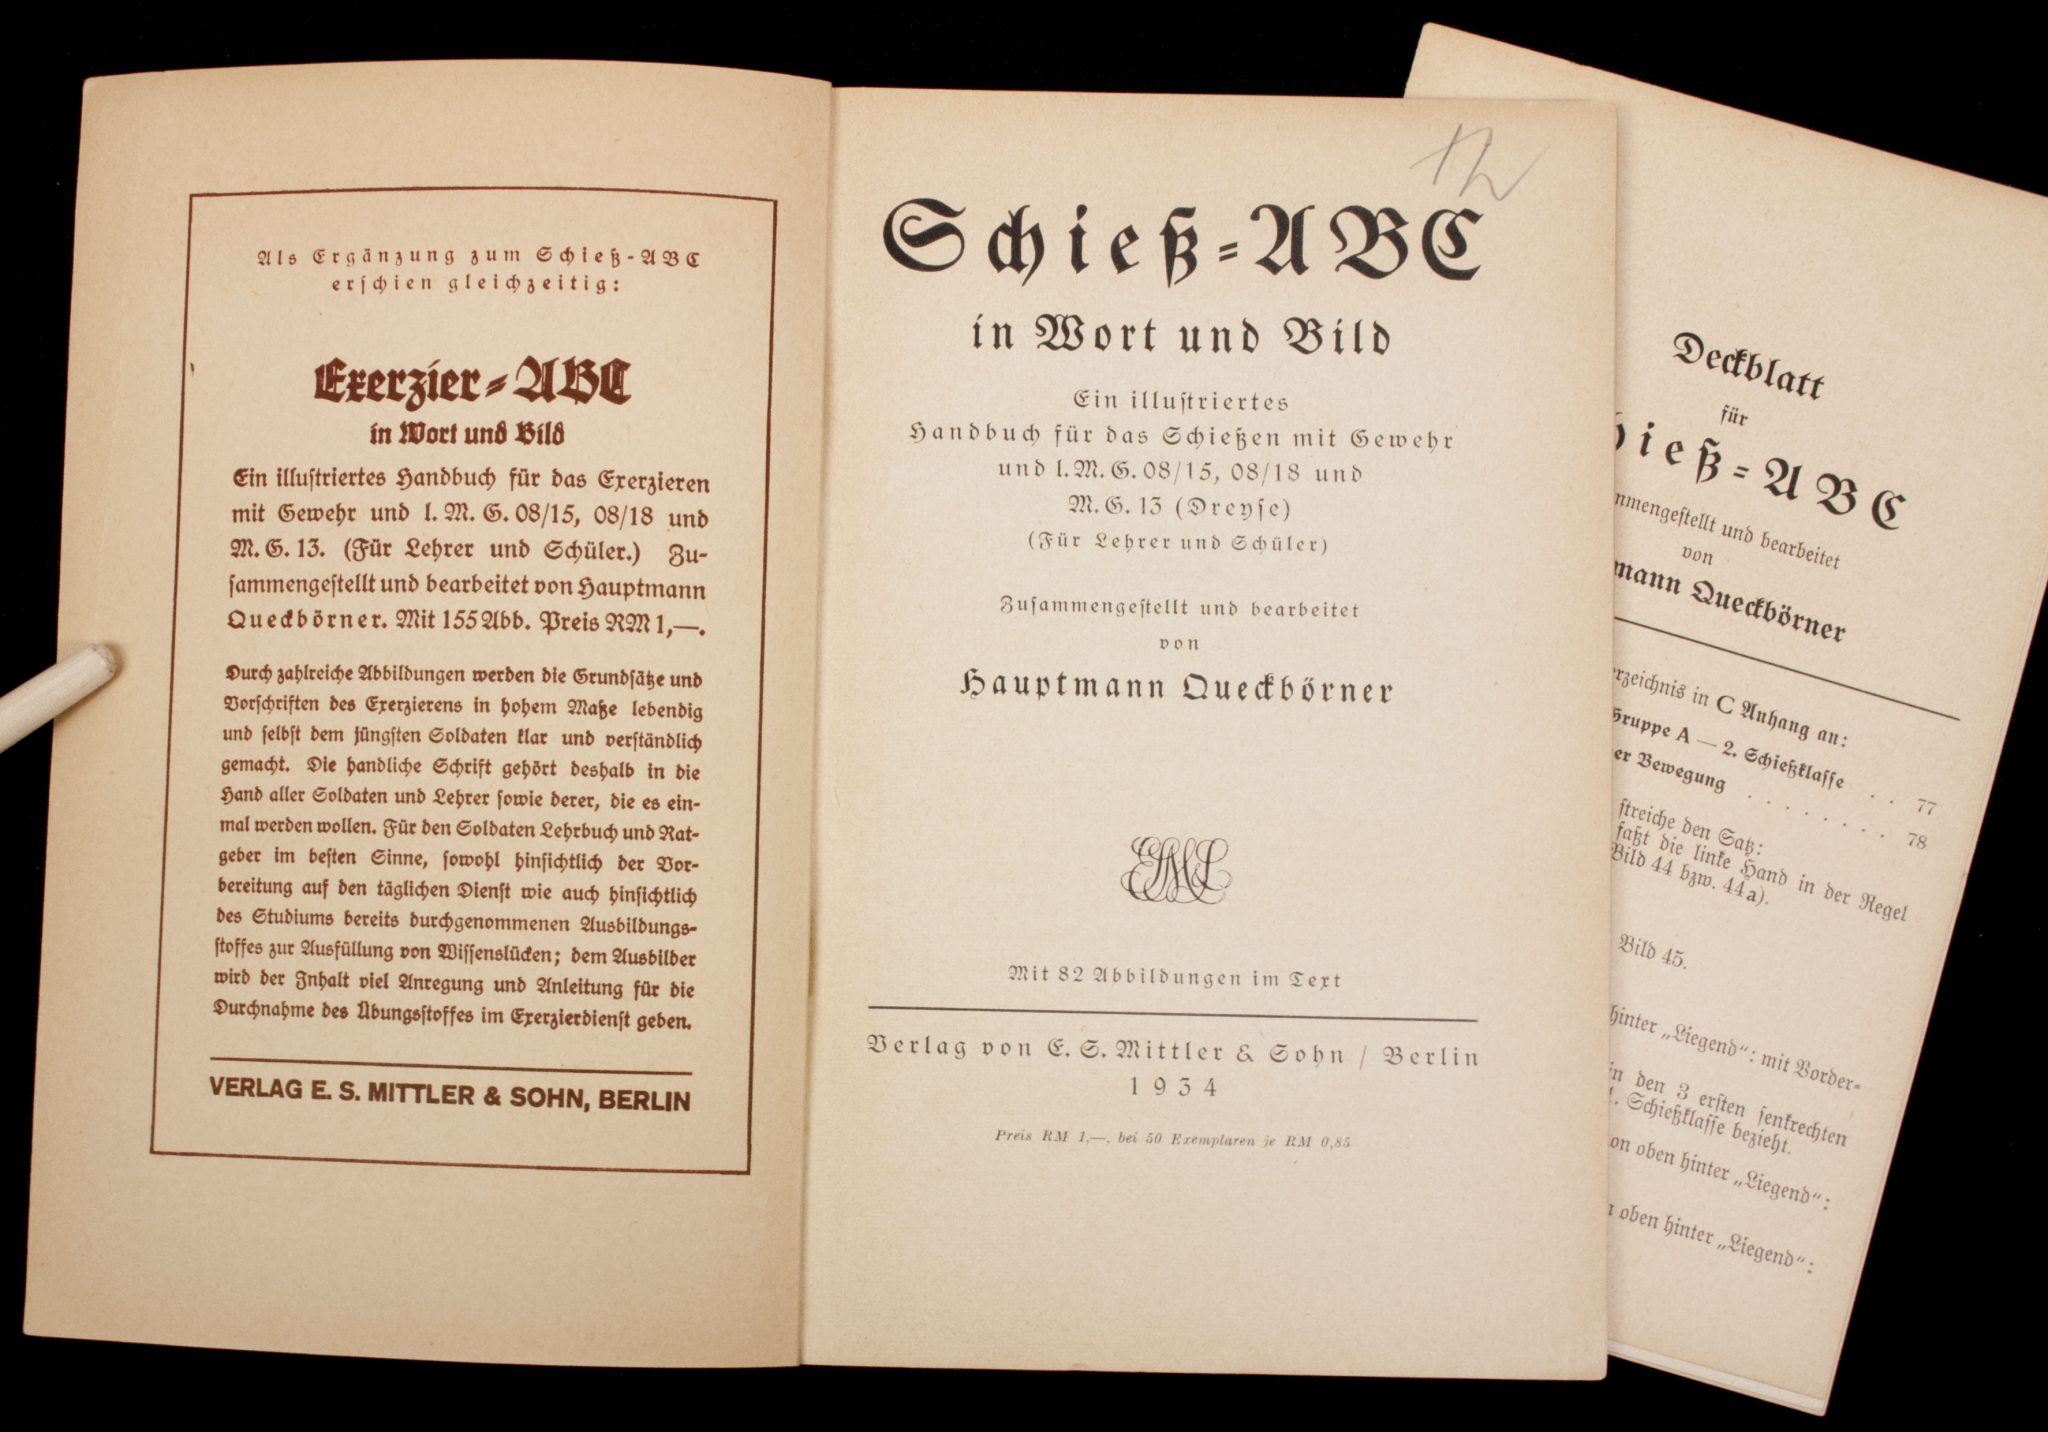 Als Ergänzung zum Schieß-ABC
erschien gleichzeitig:
Exerzier-ABC
in Wort und Bild
Ein illustriertes Handbuch für das Exerzieren
mit Gewehr und l. M. G. 08/15, 08/18 und
M. G. 13. (Für Lehrer und Schüler.) Zu-
sammengestellt und bearbeitet von Hauptmann
Queckbörner. Mit 155 Abb. Preis RM 1,—.
Durch zahlreiche Abbildungen werden die Grundsätze und
Vorschriften des Exerzierens in hohem Maße lebendig
und selbst dem jüngsten Soldaten klar und verständlich
gemacht. Die handliche Schrift gehört deshalb in die
Hand aller Soldaten und Lehrer sowie derer, die es ein-
mal werden wollen. Für den Soldaten Lehrbuch und Rat-
geber im besten Sinne, sowohl hinsichtlich der Vor-
bereitung auf den täglichen Dienst wie auch hinsichtlich
des Studiums bereits durchgenommenen Ausbildungs-
stoffes zur Ausfüllung von Wissenslücken; dem Ausbilder
wird der Inhalt viel Anregung und Anleitung für die
Durchnahme des Übungsstoffes im Exerzierdienst geben.
VERLAG E. S. MITTLER & SOHN, BERLIN
Schieß-ABC
in Wort und Bild
Ein illustriertes
Handbuch für das Schießen mit Gewehr
und l. M. G. 08/15, 08/18 und
M. G. 13 (Dreyse)
(Für Lehrer und Schüler)
Zusammengestellt und bearbeitet
von
Hauptmann Queckbörner
Mit 82 Abbildungen im Text
Verlag von E. S. Mittler & Sohn / Berlin
1934
Preis RM 1,—, bei 50 Exemplaren je RM 0,85
Deckblatt
für
hieß-ABC
mmengestellt und bearbeitet
von
mann Queckbörner
rzeichnis in C Anhang an:
Gruppe A — 2. Schießklasse . . 77
er Bewegung . . . . . . . . 78
streiche den Satz:
faßt die linke Hand in der Regel
Bild 44 bzw. 44a).
Bild 45.
hinter „Liegend“: mit Vorder-
in den 3 ersten senkrechten
. Schießklasse bezieht.
on oben hinter „Liegend“:
oben hinter „Liegend“: